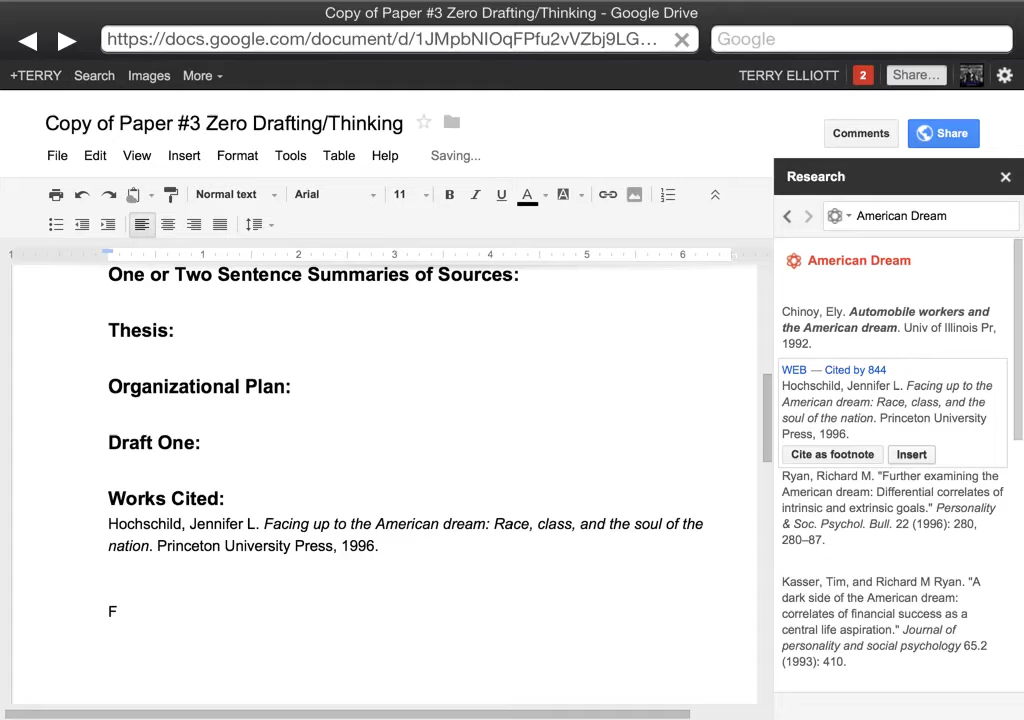 Copy of Paper #3 Zero Drafting/Thinking - Google Drive
https://docs.google.com/document/d/1JMpbNIOqFPfu2vVZbj9LG...
Google
+TERRY Search Images More
TERRY ELLIOTT 2 Share...
Copy of Paper #3 Zero Drafting/Thinking
Comments Share
File Edit View Insert Format Tools Table Help Saving...
Normal text Arial 11 B I U A A
1 1 2 3 4 5 6
One or Two Sentence Summaries of Sources:
Thesis:
Organizational Plan:
Draft One:
Works Cited:
Hochschild, Jennifer L. Facing up to the American dream: Race, class, and the soul of the
nation. Princeton University Press, 1996.
F
Research
American Dream
American Dream
Chinoy, Ely. Automobile workers and
the American dream. Univ of Illinois Pr,
1992.
WEB — Cited by 844
Hochschild, Jennifer L. Facing up to the
American dream: Race, class, and the
soul of the nation. Princeton University
Press, 1996.
Cite as footnote Insert
Ryan, Richard M. "Further examining the
American dream: Differential correlates of
intrinsic and extrinsic goals." Personality
& Soc. Psychol. Bull. 22 (1996): 280,
280–87.
Kasser, Tim, and Richard M Ryan. "A
dark side of the American dream:
correlates of financial success as a
central life aspiration." Journal of
personality and social psychology 65.2
(1993): 410.